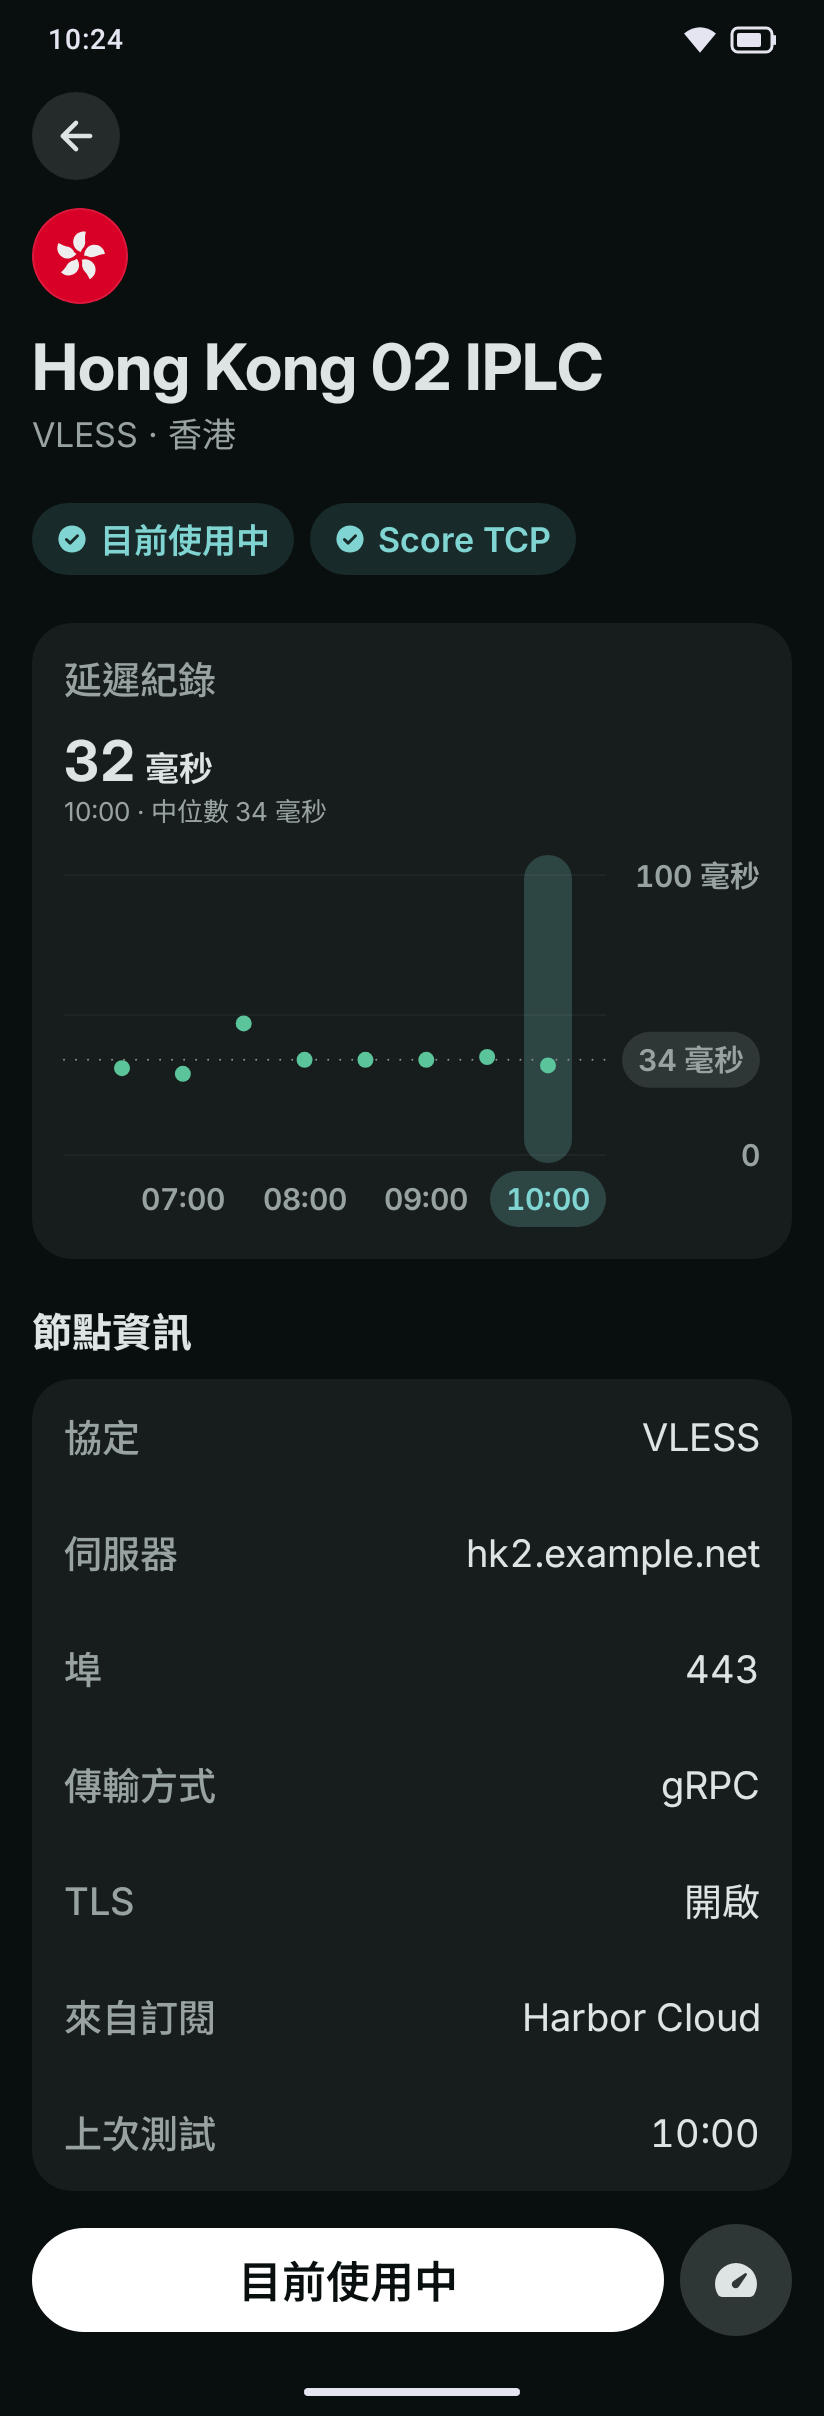 10:24
Hong Kong 02 IPLC
VLESS · 香港
目前使用中
Score TCP
延遲紀錄
32 毫秒
10:00 · 中位數 34 毫秒
100 毫秒
34 毫秒
0
07:00 08:00 09:00 10:00
節點資訊
協定 VLESS
伺服器 hk2.example.net
埠 443
傳輸方式 gRPC
TLS 開啟
來自訂閱 Harbor Cloud
上次測試 10:00
目前使用中